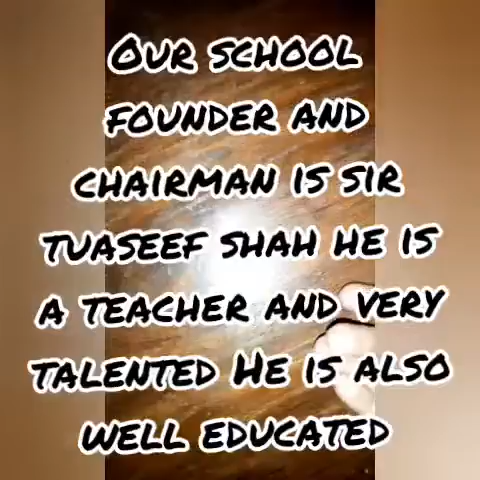 Our school
founder and
chairman is sir
tuaseef shah he is
a teacher and very
talented He is also
well educated